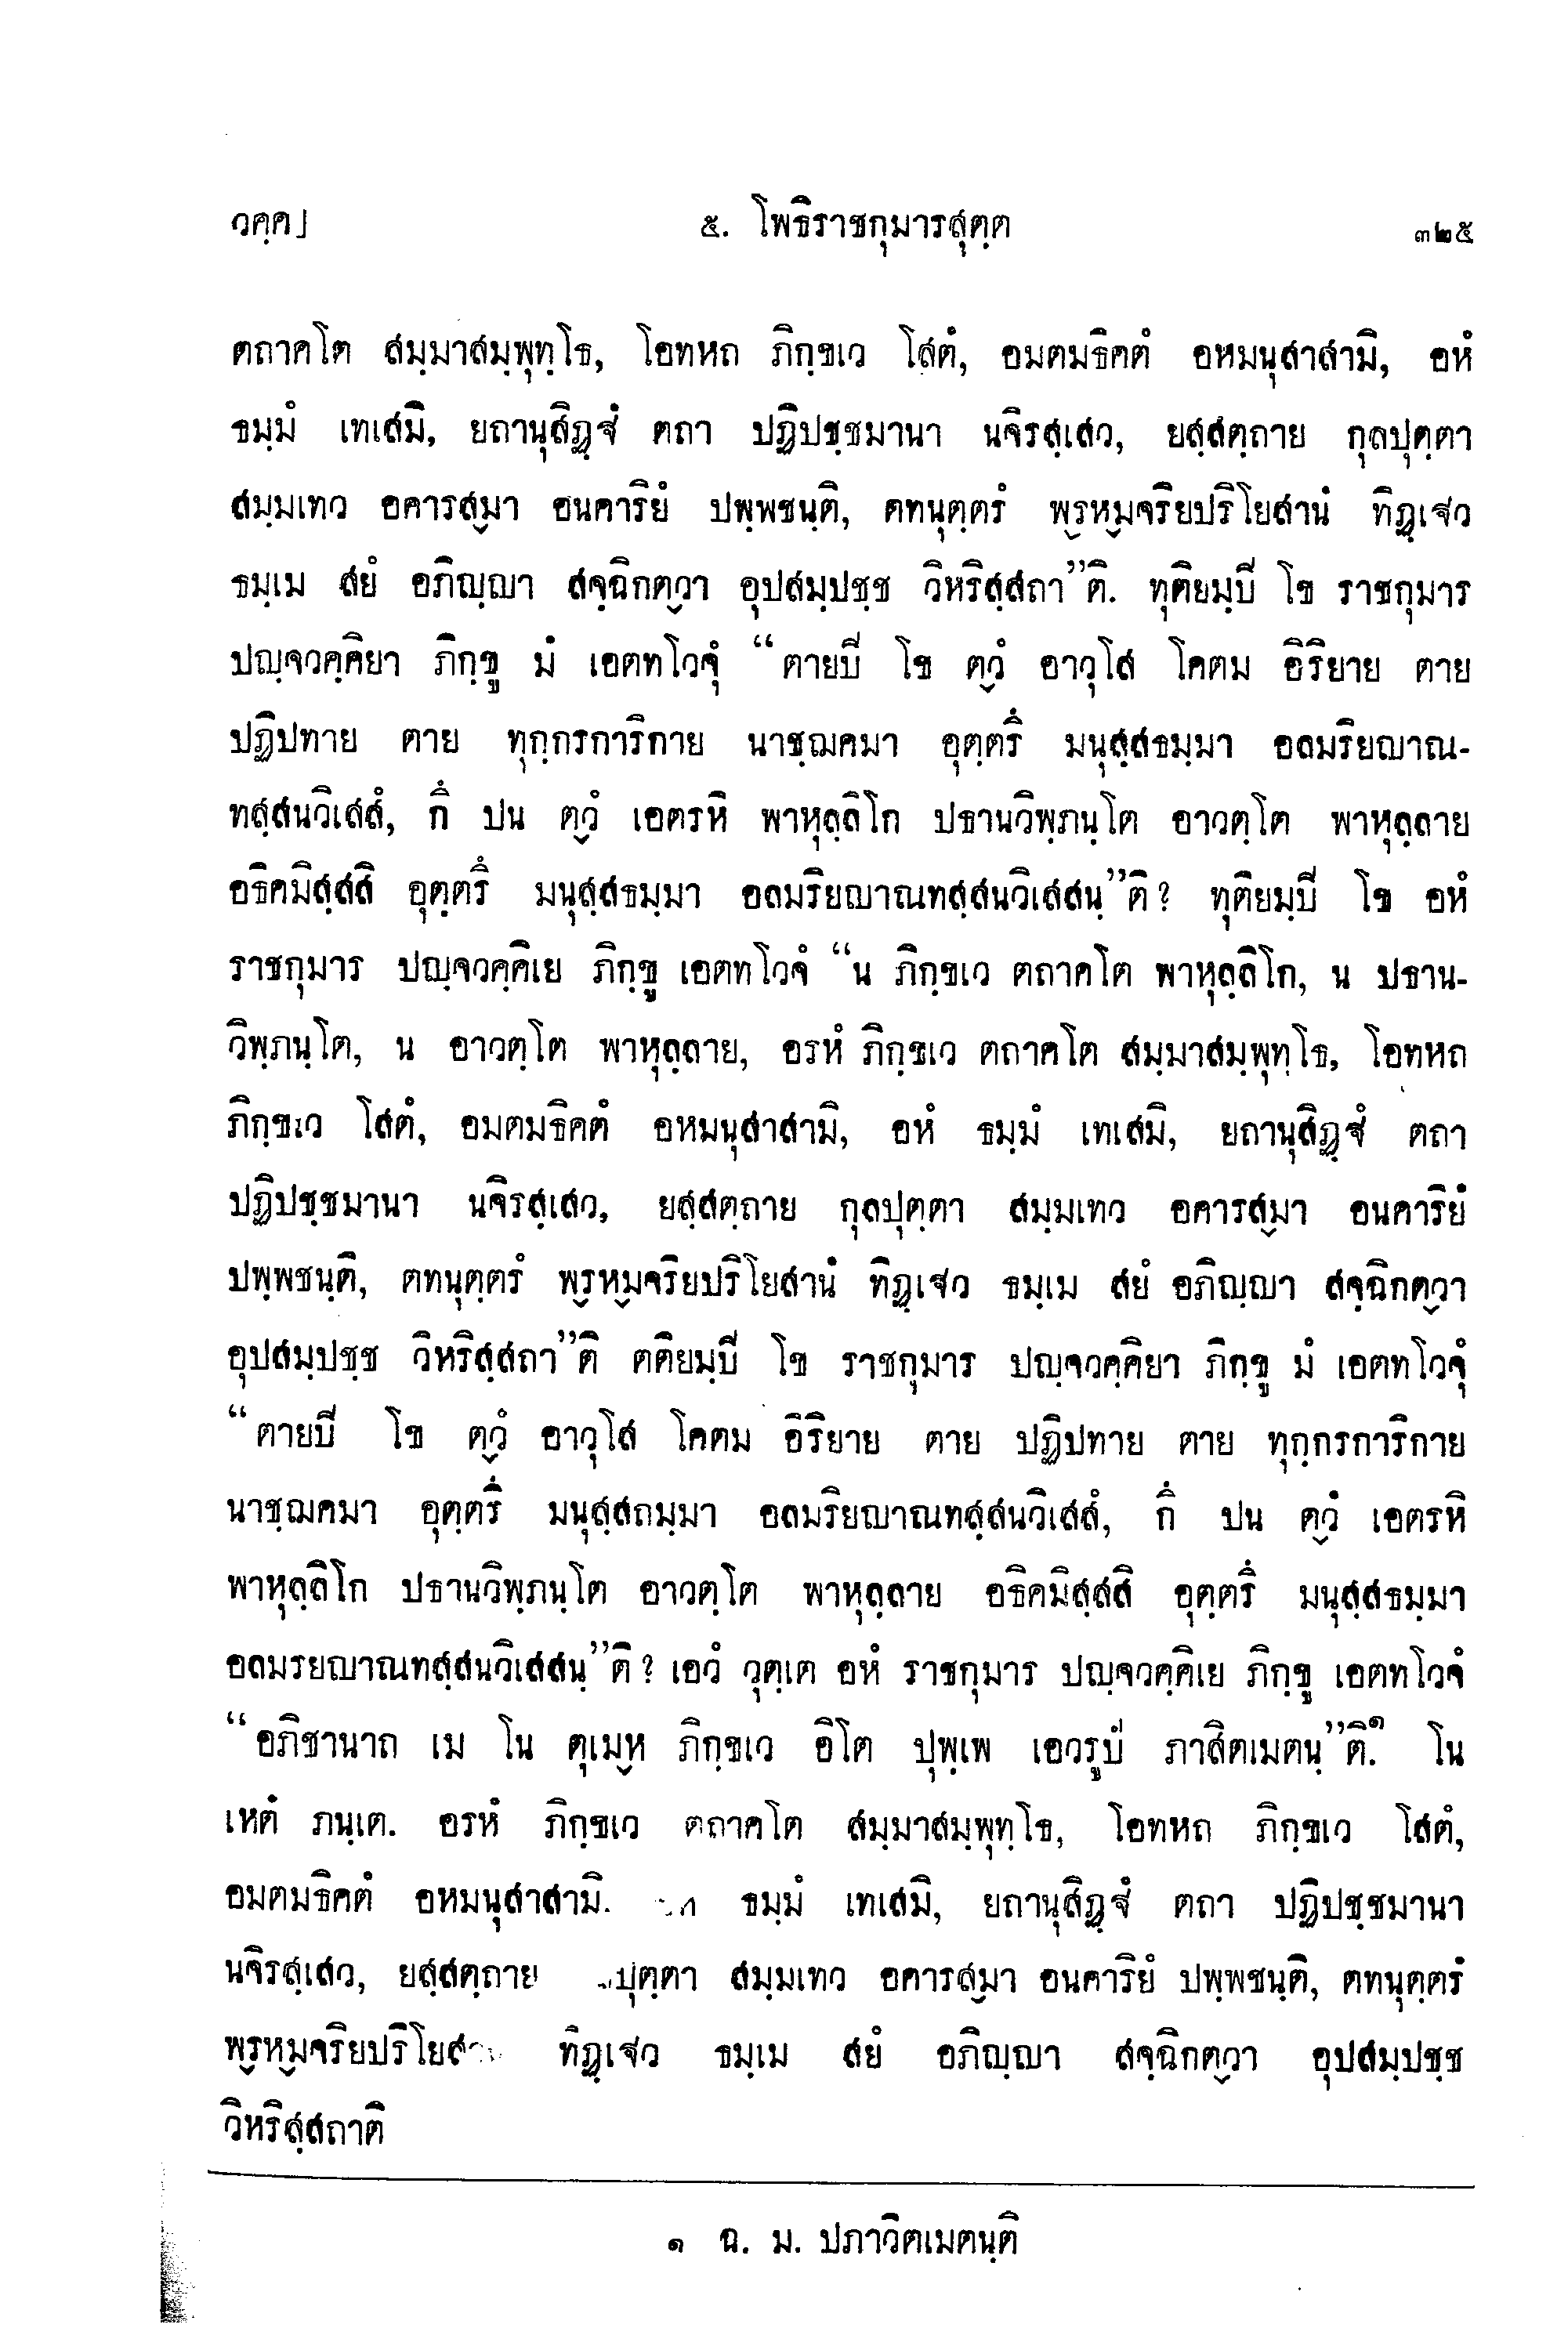 วคฺค]
๕. โพธิราชกุมารสุตฺต
๓๒๕
ตถาคโต สมฺมาสมฺพุทฺโธ, โอทหถ ภิกฺขเว โสตํ, อมตมธิคตํ อหมนุสาสามิ, อหํ
ธมฺมํ เทเสมิ, ยถานุสิฏฺฐํ ตถา ปฏิปชฺชมานา นจิรสฺเสว, ยสฺสตฺถาย กุลปุตฺตา
สมฺมเทว อคารสฺมา อนคาริยํ ปพฺพชนฺติ, ตทนุตฺตรํ พฺรหฺมจริยปริโยสานํ ทิฏฺเฐว
ธมฺเม สยํ อภิญฺญา สจฺฉิกตฺวา อุปสมฺปชฺช วิหริสฺสถา”ติ. ทุติยมฺปี โข ราชกุมาร
ปญฺจวคฺคิยา ภิกฺขู มํ เอตทโวจุํ “ตายปี โข ตฺวํ อาวุโส โคตม อิริยาย ตาย
ปฏิปทาย ตาย ทุกฺกรการิกาย นาชฺฌคมา อุตฺตรึ มนุสฺสธมฺมา อลมริยญาณ-
ทสฺสนวิเสสํ, กึ ปน ตฺวํ เอตรหิ พาหุลฺลิโก ปธานวิพฺภนฺโต อาวตฺโต พาหุลฺลาย
อธิคมิสฺสสิ อุตฺตรึ มนุสฺสธมฺมา อลมริยญาณทสฺสนวิเสสนฺ”ติ? ทุติยมฺปี โข อหํ
ราชกุมาร ปญฺจวคฺคิเย ภิกฺขู เอตทโวจํ “น ภิกฺขเว ตถาคโต พาหุลฺลิโก, น ปธาน-
วิพฺภนฺโต, น อาวตฺโต พาหุลฺลาย, อรหํ ภิกฺขเว ตถาคโต สมฺมาสมฺพุทฺโธ, โอทหถ
ภิกฺขเว โสตํ, อมตมธิคตํ อหมนุสาสามิ, อหํ ธมฺมํ เทเสมิ, ยถานุสิฏฺฐํ ตถา
ปฏิปชฺชมานา นจิรสฺเสว, ยสฺสตฺถาย กุลปุตฺตา สมฺมเทว อคารสฺมา อนคาริยํ
ปพฺพชนฺติ, ตทนุตฺตรํ พฺรหฺมจริยปริโยสานํ ทิฏฺเฐว ธมฺเม สยํ อภิญฺญา สจฺฉิกตฺวา
อุปสมฺปชฺช วิหริสฺสถา”ติ ตติยมฺปี โข ราชกุมาร ปญฺจวคฺคิยา ภิกฺขู มํ เอตทโวจุํ
“ตายปี โข ตฺวํ อาวุโส โคตม อิริยาย ตาย ปฏิปทาย ตาย ทุกฺกรการิกาย
นาชฺฌคมา อุตฺตรึ มนุสฺสถมฺมา อลมริยญาณทสฺสนวิเสสํ, กึ ปน ตฺวํ เอตรหิ
พาหุลฺลิโก ปธานวิพฺภนฺโต อาวตฺโต พาหุลฺลาย อธิคมิสฺสสิ อุตฺตรึ มนุสฺสธมฺมา
อลมรยญาณทสฺสนวิเสสนฺ”ติ? เอวํ วุตฺเต อหํ ราชกุมาร ปญฺจวคฺคิเย ภิกฺขู เอตทโวจํ
“อภิชานาถ เม โน ตุเมฺห ภิกฺขเว อิโต ปุพฺเพ เอวรูปํ ภาสิตเมตนฺ”ติ.๑ โน
เหตํ ภนฺเต. อรหํ ภิกฺขเว ตถาคโต สมฺมาสมฺพุทฺโธ, โอทหถ ภิกฺขเว โสตํ,
อมตมธิคตํ อหมนุสาสามิ. ธมฺมํ เทเสมิ, ยถานุสิฏฺฐํ ตถา ปฏิปชฺชมานา
นจิรสฺเสว, ยสฺสตฺถาย ปุตฺตา สมฺมเทว อคารสฺมา อนคาริยํ ปพฺพชนฺติ, ตทนุตฺตรํ
พฺรหฺมจริยปริโยส ทิฏฺเฐว ธมฺเม สยํ อภิญฺญา สจฺฉิกตฺวา อุปสมฺปชฺช
วิหริสฺสถาติ
๑ ฉ. ม. ปภาวิตเมตนฺติ